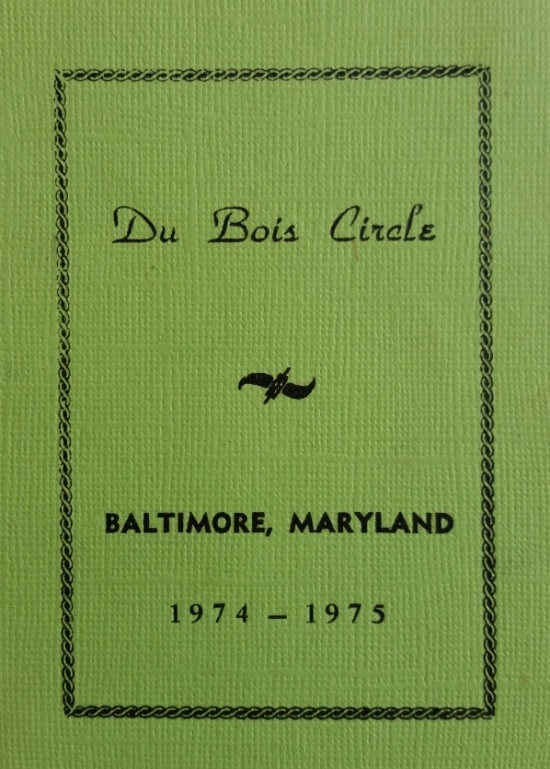 Du Bois Circle
BALTIMORE, MARYLAND
1974 – 1975